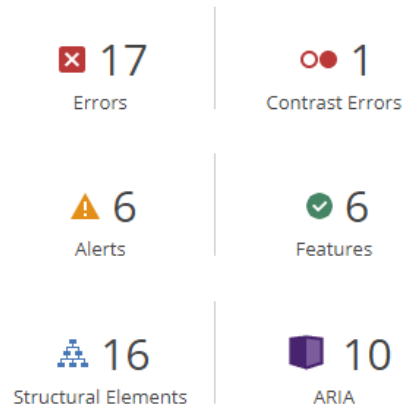 17
Errors
1
Contrast Errors
6
Alerts
6
Features
16
Structural Elements
10
ARIA